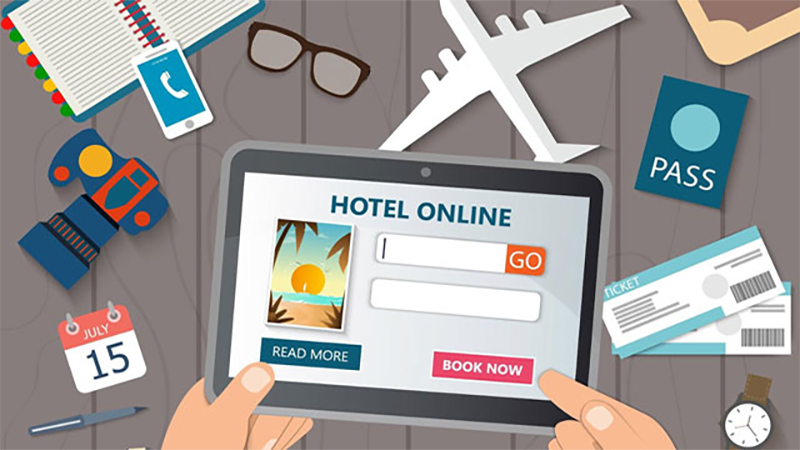 PASS
HOTEL ONLINE
GO
TICKET
JULY
15
READ MORE
BOOK NOW